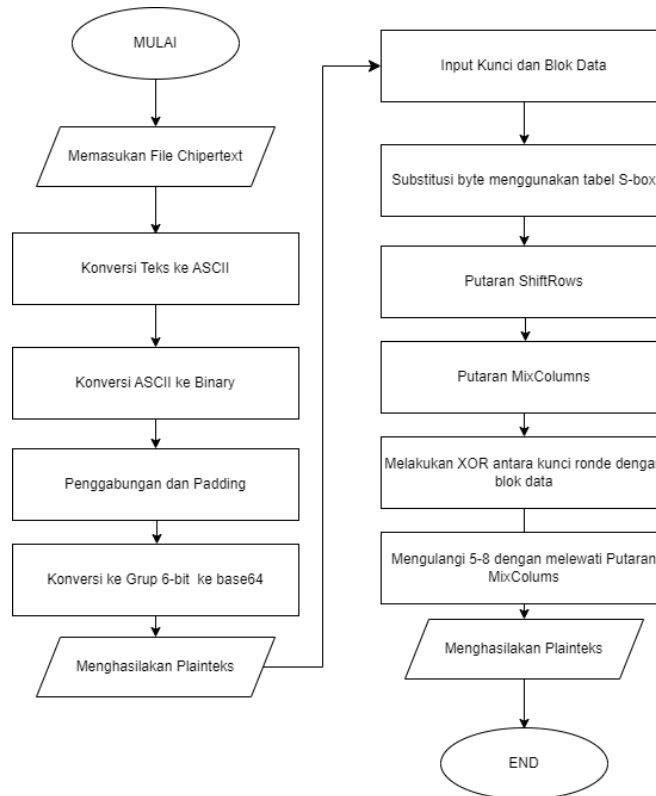 MULAI
Memasukan File Chipertext
Konversi Teks ke ASCII
Konversi ASCII ke Binary
Penggabungan dan Padding
Konversi ke Grup 6-bit ke base64
Menghasilakan Plainteks
Input Kunci dan Blok Data
Substitusi byte menggunakan tabel S-box
Putaran ShiftRows
Putaran MixColumns
Melakukan XOR antara kunci ronde dengan
blok data
Mengulangi 5-8 dengan melewati Putaran
MixColums
Menghasilakan Plainteks
END